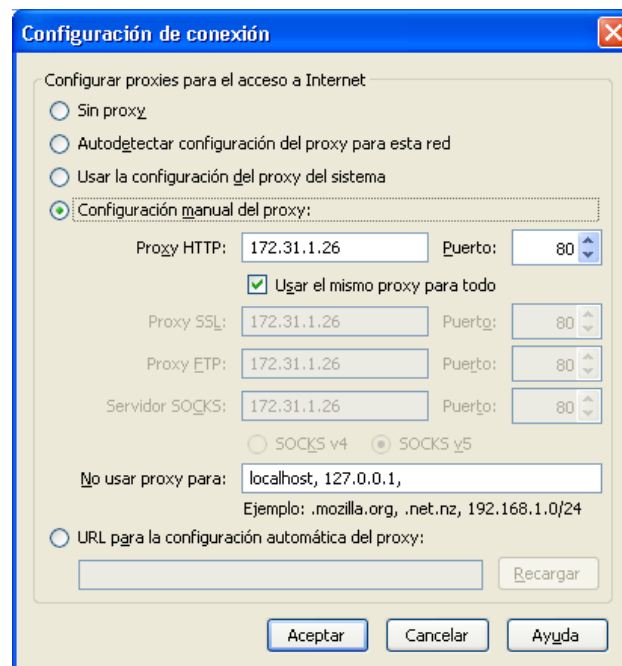 Configuración de conexión
Configurar proxies para el acceso a Internet
Sin proxy
Autodetectar configuración del proxy para esta red
Usar la configuración del proxy del sistema
Configuración manual del proxy:
Proxy HTTP: 172.31.1.26 Puerto: 80
Usar el mismo proxy para todo
Proxy SSL: 172.31.1.26 Puerto: 80
Proxy FTP: 172.31.1.26 Puerto: 80
Servidor SOCKS: 172.31.1.26 Puerto: 80
SOCKS v4 SOCKS v5
No usar proxy para: localhost, 127.0.0.1,
Ejemplo: .mozilla.org, .net.nz, 192.168.1.0/24
URL para la configuración automática del proxy:
Recargar
Aceptar Cancelar Ayuda